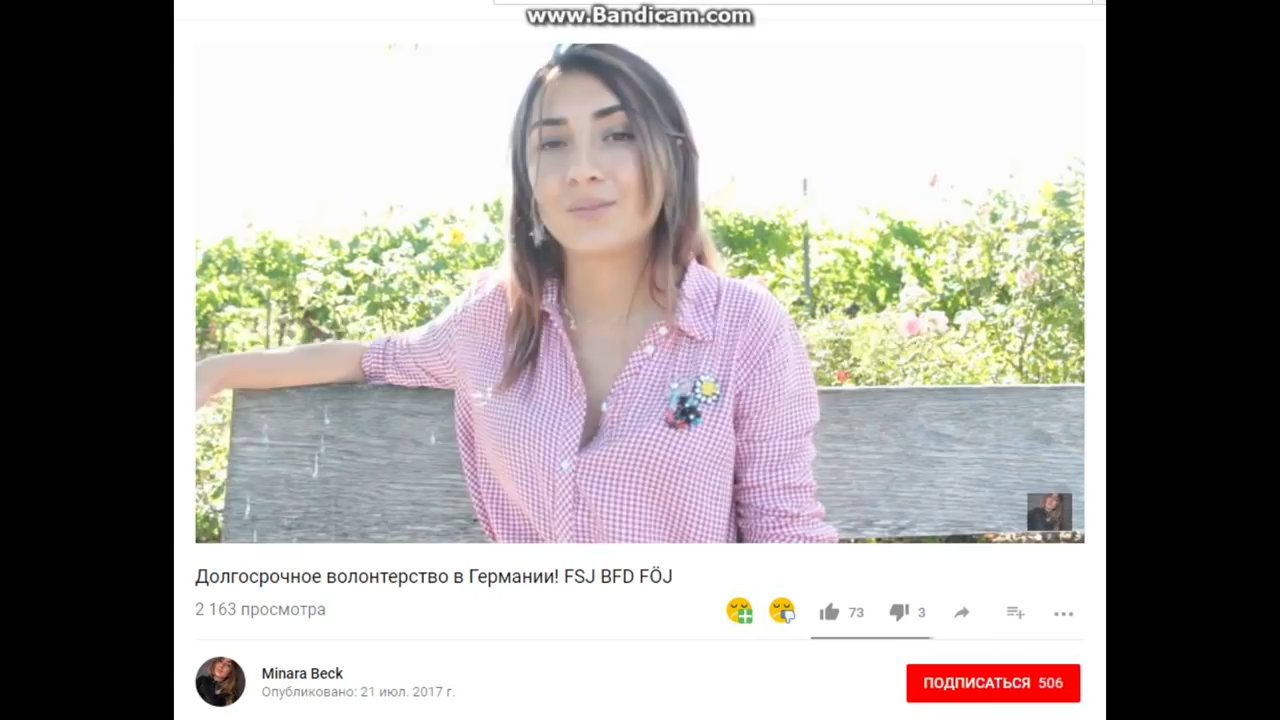 www.Bandicam.com
Долгосрочное волонтерство в Германии! FSJ BFD FÖJ
2 163 просмотра
73
3
Minara Beck
Опубликовано: 21 июл. 2017 г.
ПОДПИСАТЬСЯ 506